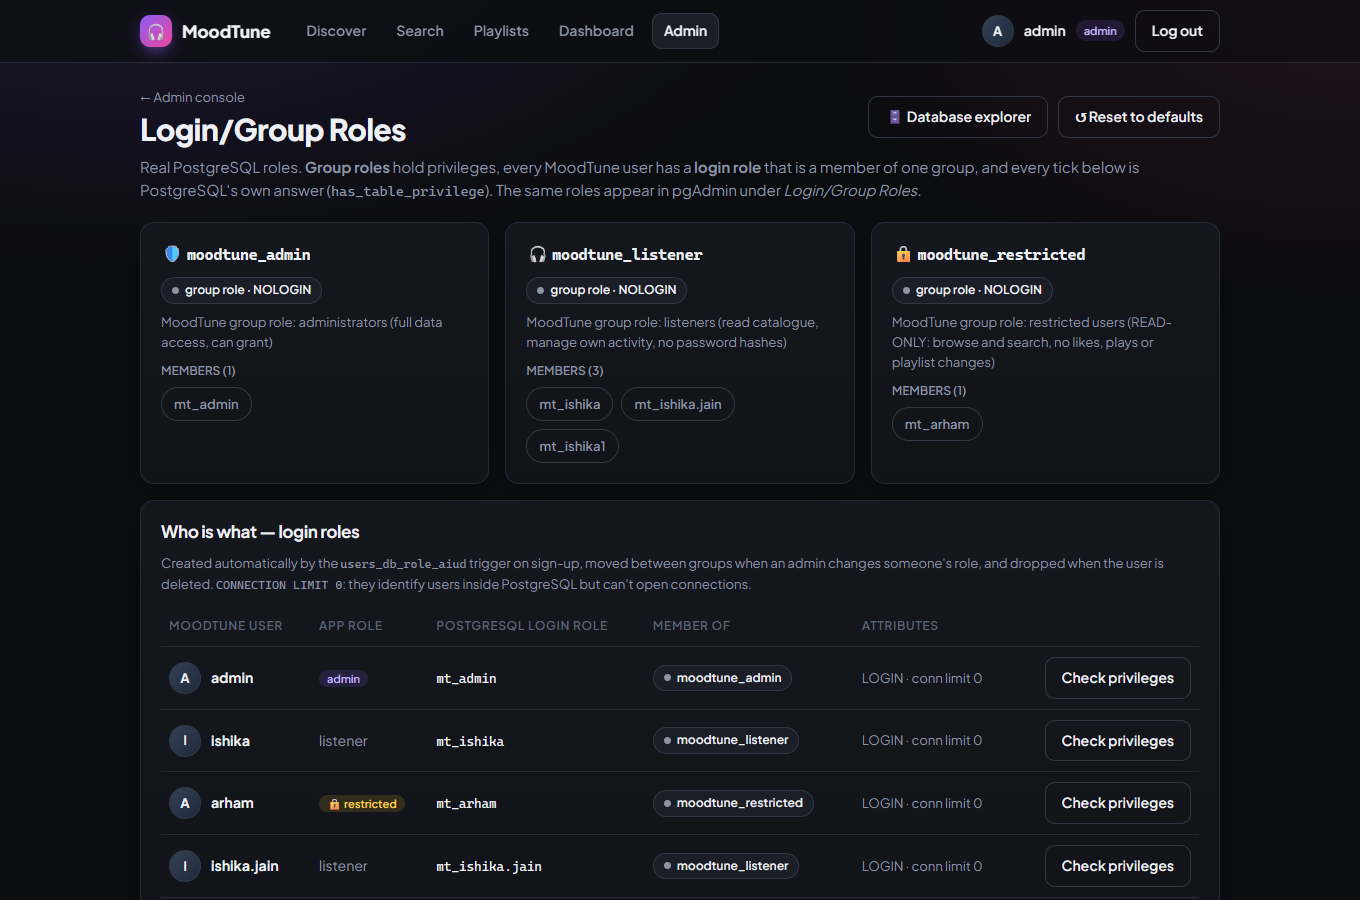 MoodTune
Discover
Search
Playlists
Dashboard
Admin
A
admin
admin
Log out
← Admin console
Login/Group Roles
Database explorer
↺ Reset to defaults
Real PostgreSQL roles. Group roles hold privileges, every MoodTune user has a login role that is a member of one group, and every tick below is
PostgreSQL's own answer (has_table_privilege). The same roles appear in pgAdmin under Login/Group Roles.
moodtune_admin
group role · NOLOGIN
MoodTune group role: administrators (full data
access, can grant)
MEMBERS (1)
mt_admin
moodtune_listener
group role · NOLOGIN
MoodTune group role: listeners (read catalogue,
manage own activity, no password hashes)
MEMBERS (3)
mt_ishika
mt_ishika.jain
mt_ishika1
moodtune_restricted
group role · NOLOGIN
MoodTune group role: restricted users (READ-
ONLY: browse and search, no likes, plays or
playlist changes)
MEMBERS (1)
mt_arham
Who is what — login roles
Created automatically by the users_db_role_aiud trigger on sign-up, moved between groups when an admin changes someone's role, and dropped when the user is
deleted. CONNECTION LIMIT 0: they identify users inside PostgreSQL but can't open connections.
MOODTUNE USER APP ROLE POSTGRESQL LOGIN ROLE MEMBER OF ATTRIBUTES
A admin admin mt_admin moodtune_admin LOGIN · conn limit 0 Check privileges
I ishika listener mt_ishika moodtune_listener LOGIN · conn limit 0 Check privileges
A arham restricted mt_arham moodtune_restricted LOGIN · conn limit 0 Check privileges
I ishika.jain listener mt_ishika.jain moodtune_listener LOGIN · conn limit 0 Check privileges